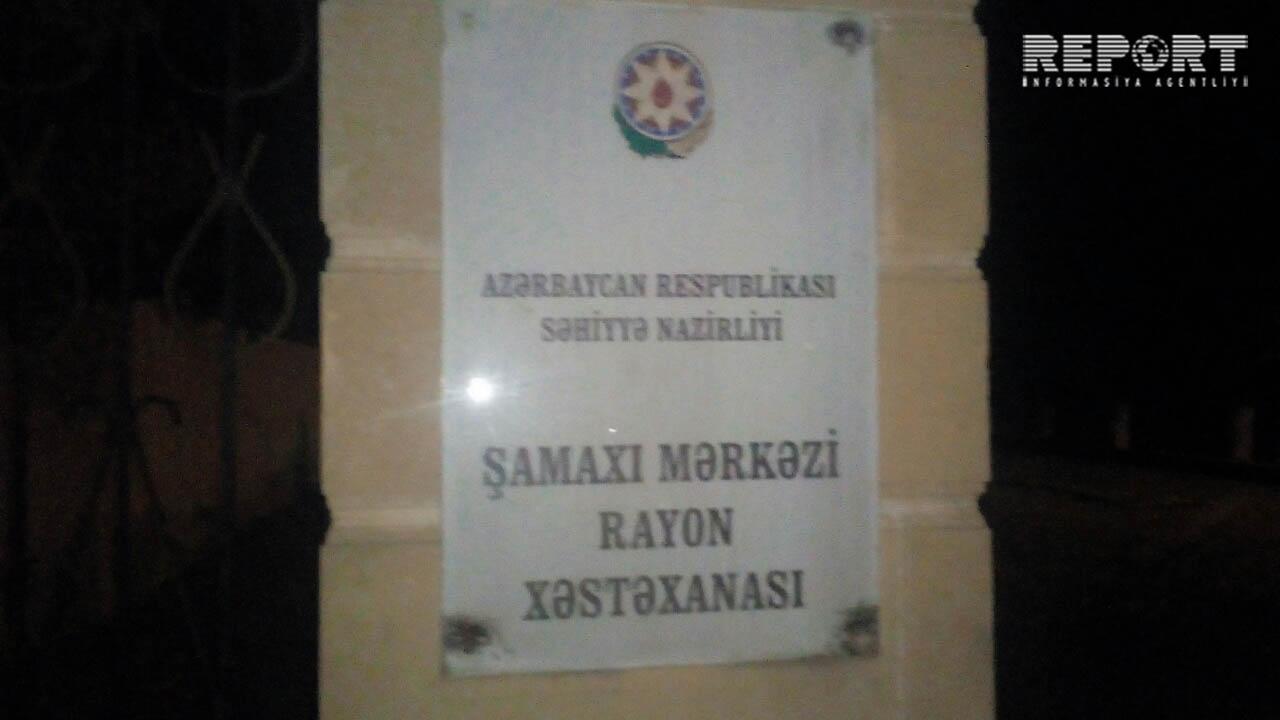 REPORT
İNFORMASİYA AGENTLİYİ
AZƏRBAYCAN RESPUBLİKASI
SƏHİYYƏ NAZİRLİYİ
ŞAMAXI MƏRKƏZİ
RAYON
XƏSTƏXANASI